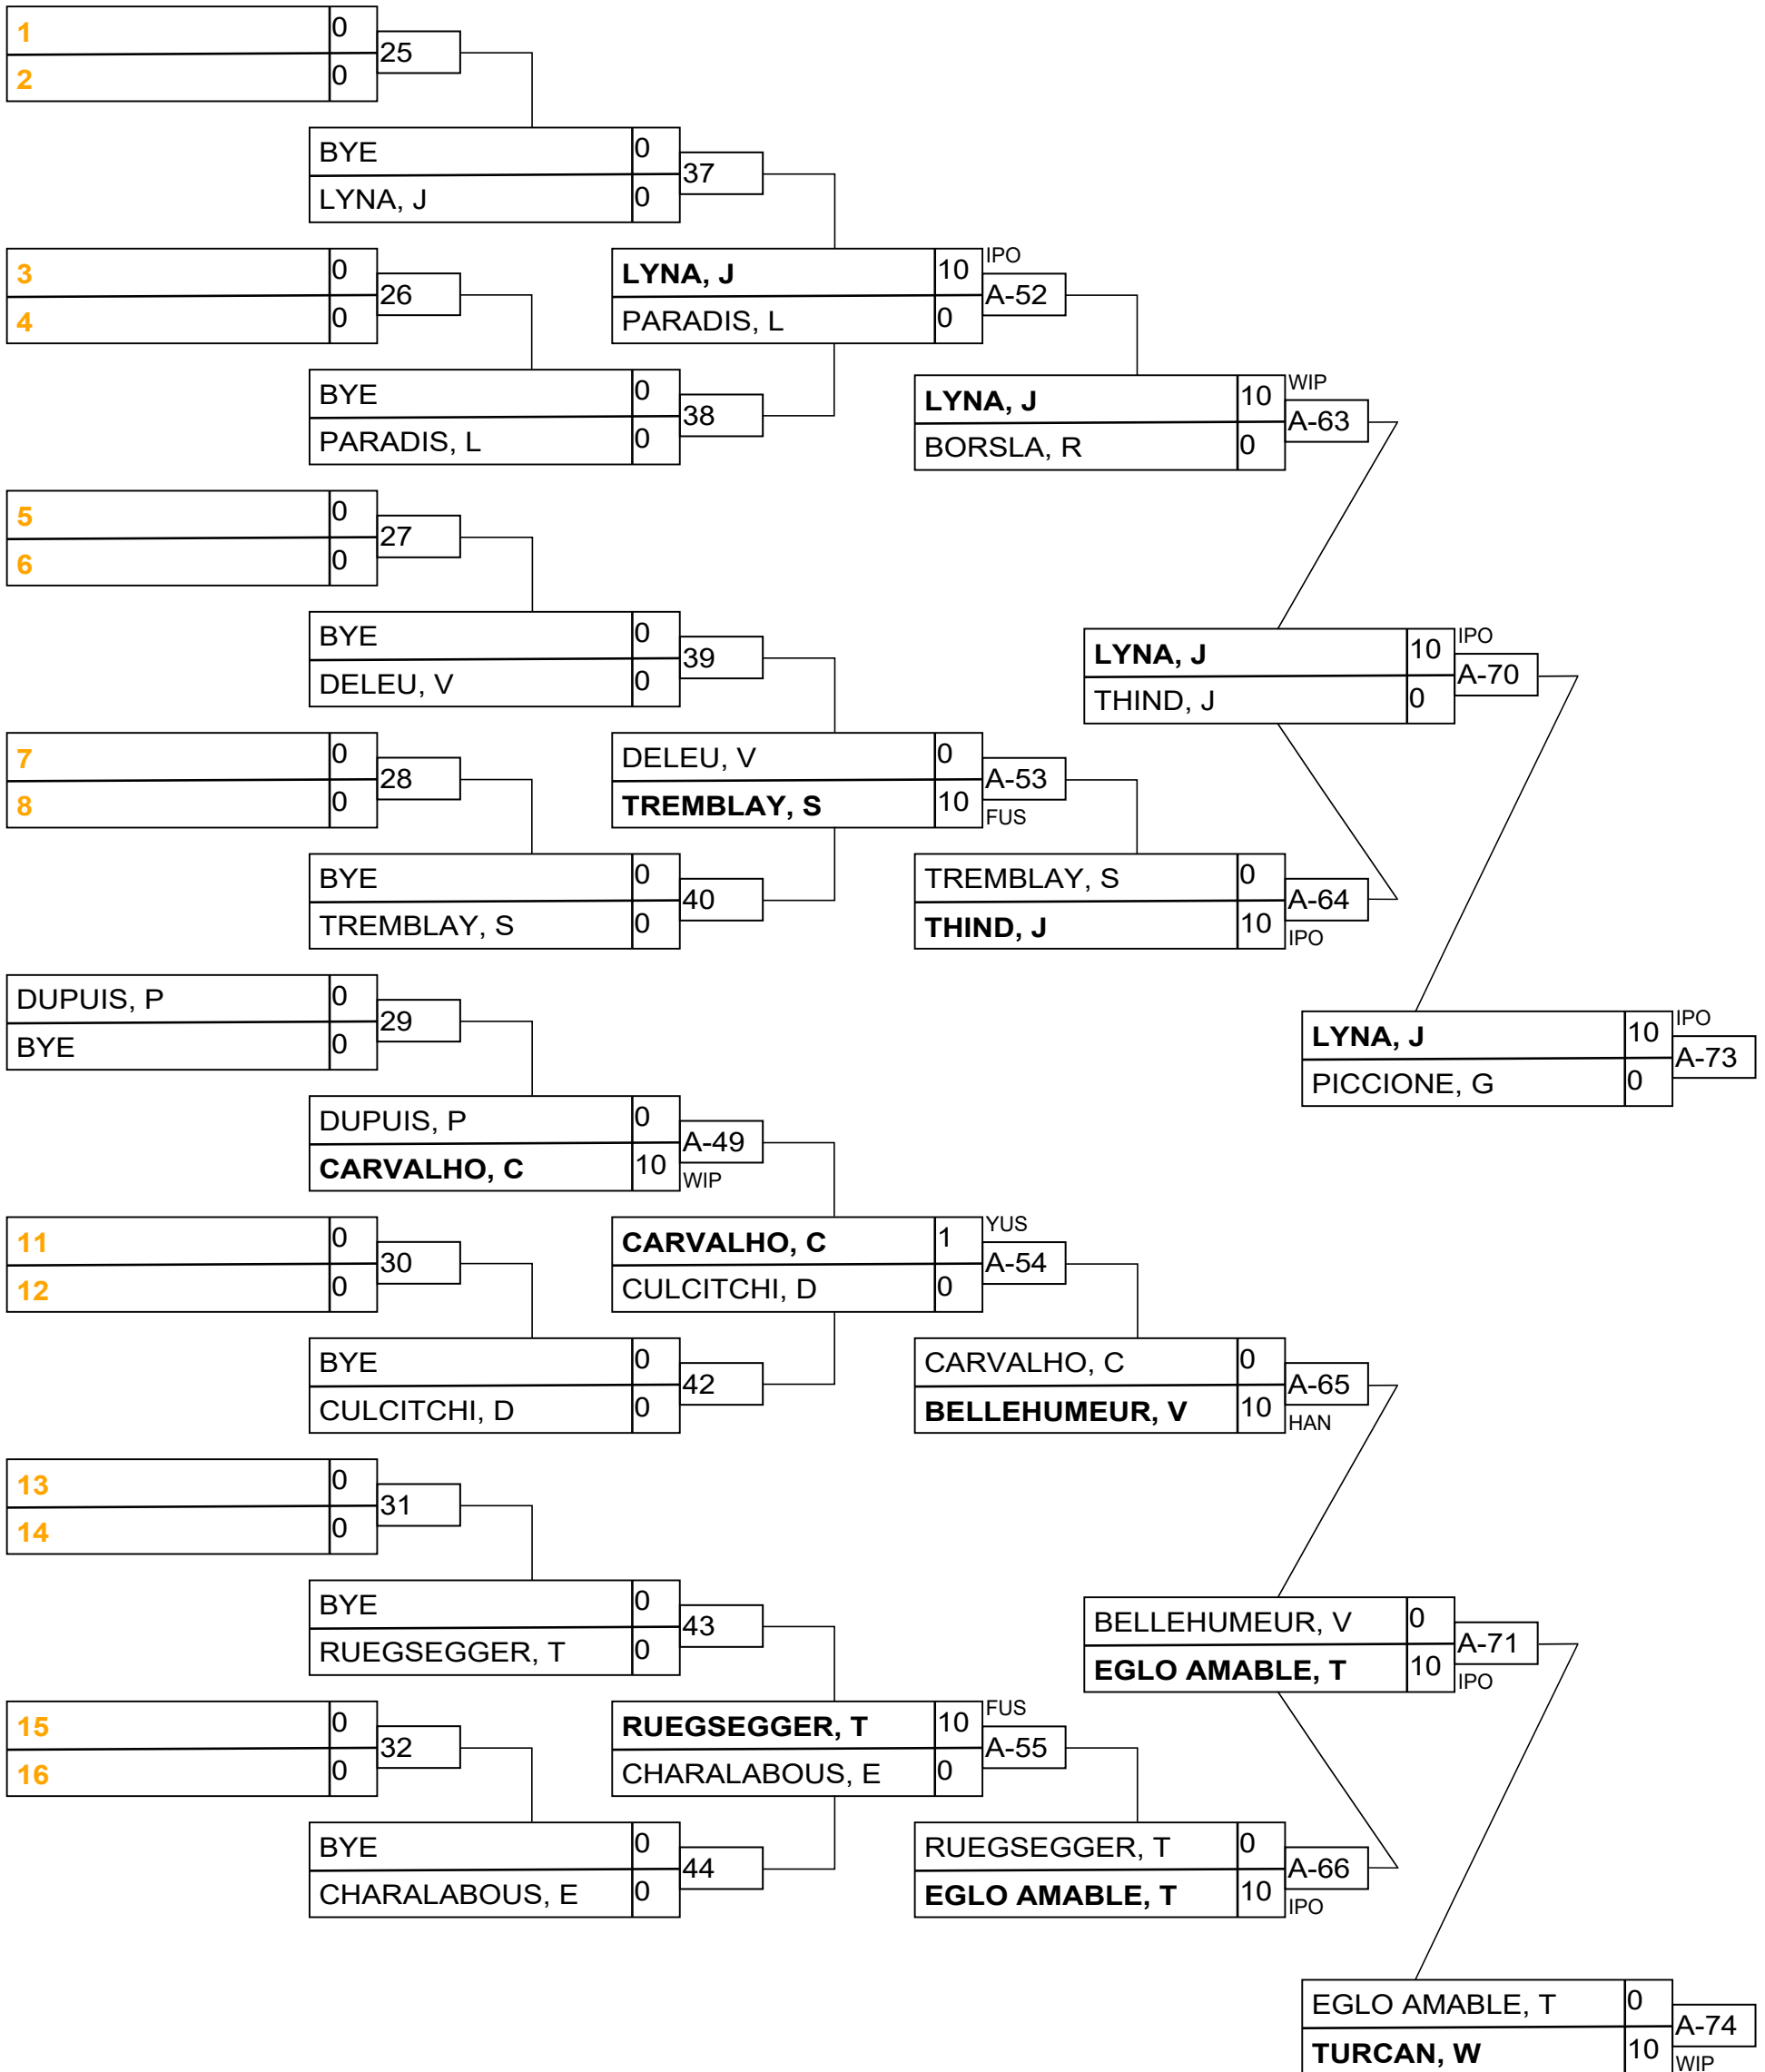 1 0
25
2 0
BYE 0
37
LYNA, J 0
3 0
26
4 0
LYNA, J 10 IPO
A-52
PARADIS, L 0
BYE 0
38
PARADIS, L 0
LYNA, J 10 WIP
A-63
BORSLA, R 0
5 0
27
6 0
BYE 0
39
DELEU, V 0
LYNA, J 10 IPO
A-70
THIND, J 0
7 0
28
8 0
DELEU, V 0
A-53
TREMBLAY, S 10 FUS
BYE 0
40
TREMBLAY, S 0
TREMBLAY, S 0
A-64
THIND, J 10 IPO
DUPUIS, P 0
29
BYE 0
LYNA, J 10 IPO
A-73
PICCIONE, G 0
DUPUIS, P 0
A-49
CARVALHO, C 10 WIP
11 0
30
12 0
CARVALHO, C 1 YUS
A-54
CULCITCHI, D 0
BYE 0
42
CULCITCHI, D 0
CARVALHO, C 0
A-65
BELLEHUMEUR, V 10 HAN
13 0
31
14 0
BYE 0
43
RUEGSEGGER, T 0
BELLEHUMEUR, V 0
A-71
EGLO AMABLE, T 10 IPO
15 0
32
16 0
RUEGSEGGER, T 10 FUS
A-55
CHARALABOUS, E 0
BYE 0
44
CHARALABOUS, E 0
RUEGSEGGER, T 0
A-66
EGLO AMABLE, T 10 IPO
EGLO AMABLE, T 0
A-74
TURCAN, W 10 WIP